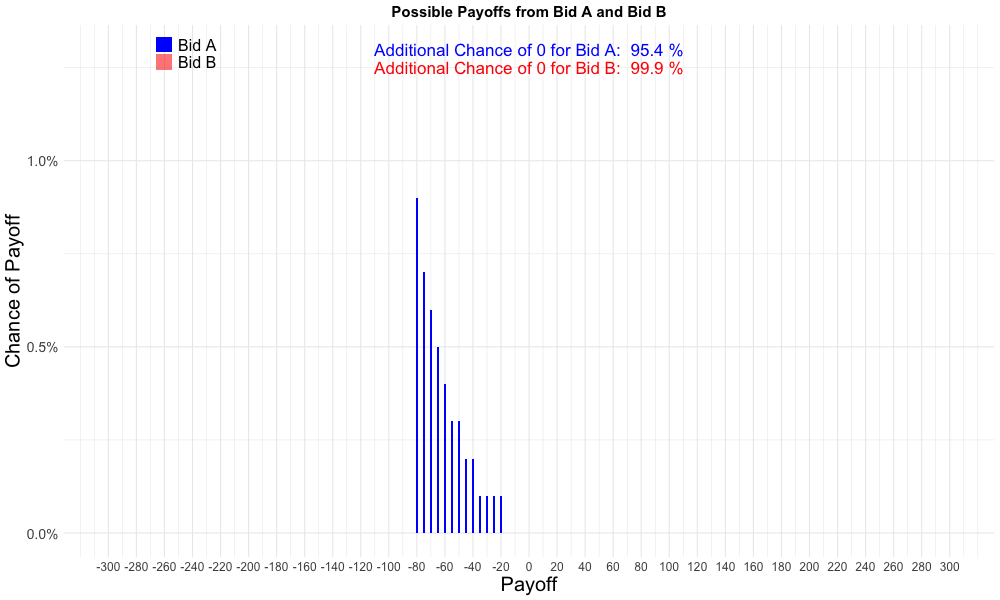 Possible Payoffs from Bid A and Bid B
Bid A
Bid B
Additional Chance of 0 for Bid A: 95.4 %
Additional Chance of 0 for Bid B: 99.9 %
Chance of Payoff
1.0%
0.5%
0.0%
-300 -280 -260 -240 -220 -200 -180 -160 -140 -120 -100 -80 -60 -40 -20 0 20 40 60 80 100 120 140 160 180 200 220 240 260 280 300
Payoff